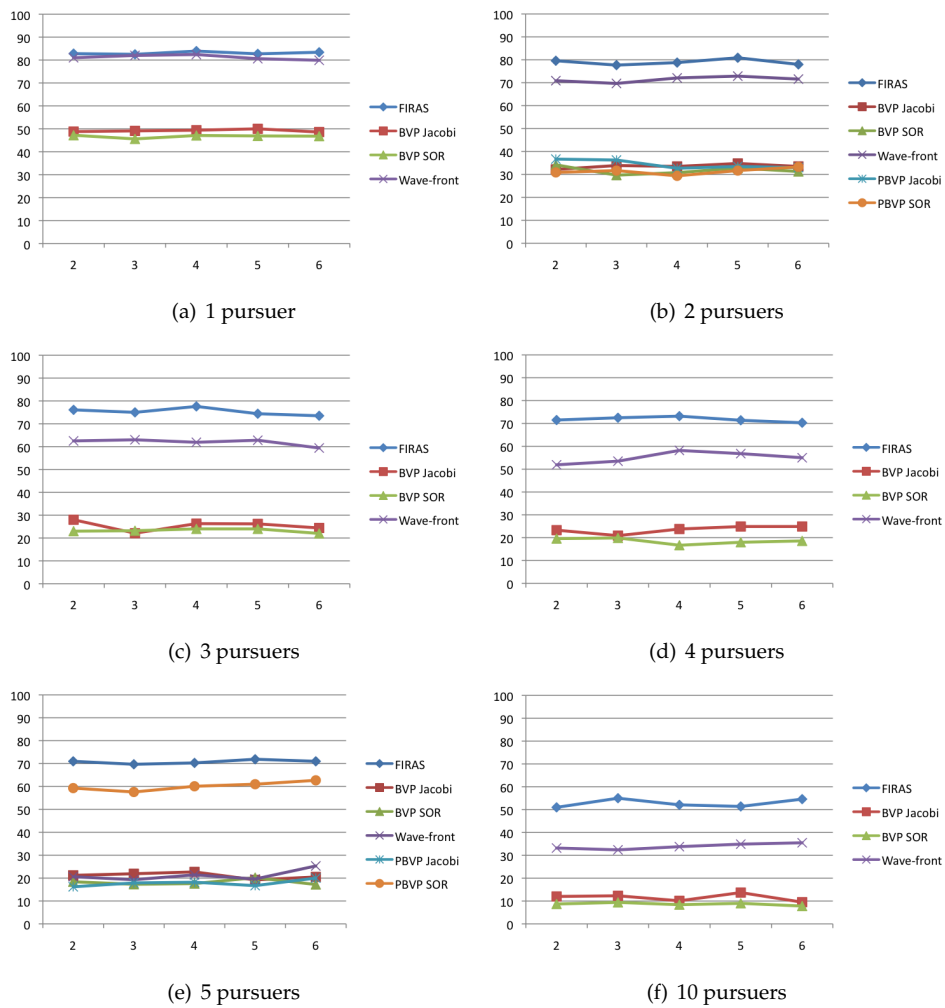 100
90
80
70
60
50
40
30
20
10
0
2 3 4 5 6
FIRAS
BVP Jacobi
BVP SOR
Wave-front
(a) 1 pursuer
100
90
80
70
60
50
40
30
20
10
0
2 3 4 5 6
FIRAS
BVP Jacobi
BVP SOR
Wave-front
PBVP Jacobi
PBVP SOR
(b) 2 pursuers
100
90
80
70
60
50
40
30
20
10
0
2 3 4 5 6
FIRAS
BVP Jacobi
BVP SOR
Wave-front
(c) 3 pursuers
100
90
80
70
60
50
40
30
20
10
0
2 3 4 5 6
FIRAS
BVP Jacobi
BVP SOR
Wave-front
(d) 4 pursuers
100
90
80
70
60
50
40
30
20
10
0
2 3 4 5 6
FIRAS
BVP Jacobi
BVP SOR
Wave-front
PBVP Jacobi
PBVP SOR
(e) 5 pursuers
100
90
80
70
60
50
40
30
20
10
0
2 3 4 5 6
FIRAS
BVP Jacobi
BVP SOR
Wave-front
(f) 10 pursuers